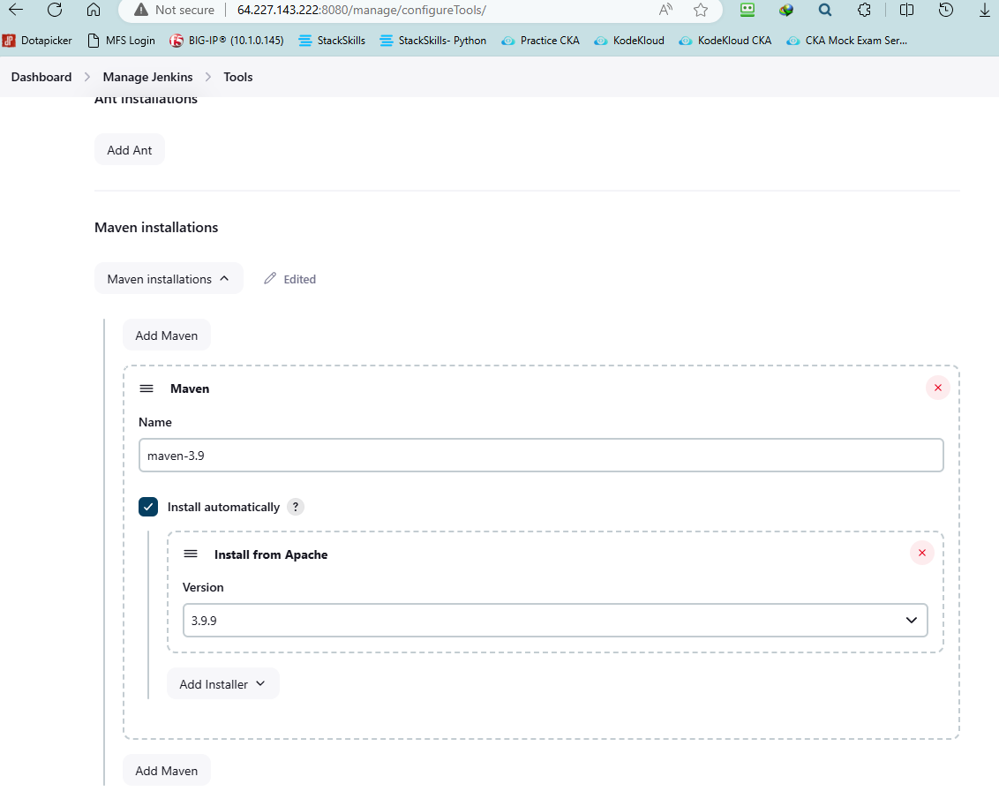 Not secure 64.227.143.222:8080/manage/configureTools/
Dotapicker MFS Login BIG-IP® (10.1.0.145) StackSkills StackSkills- Python Practice CKA KodeKloud KodeKloud CKA CKA Mock Exam Ser...
Dashboard Manage Jenkins Tools
Ant installations
Add Ant
Maven installations
Maven installations Edited
Add Maven
Maven
Name
maven-3.9
Install automatically ?
Install from Apache
Version
3.9.9
Add Installer
Add Maven